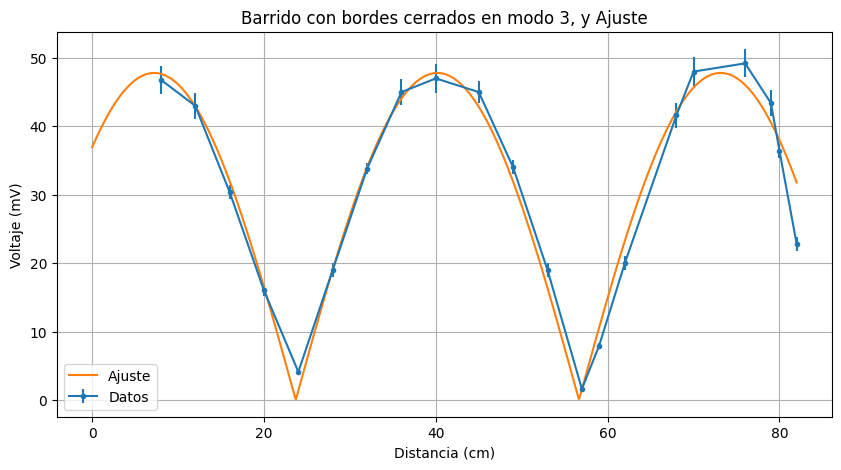 Barrido con bordes cerrados en modo 3, y Ajuste
Voltaje (mV)
50
40
30
20
10
0
Ajuste
Datos
0
20
40
60
80
Distancia (cm)